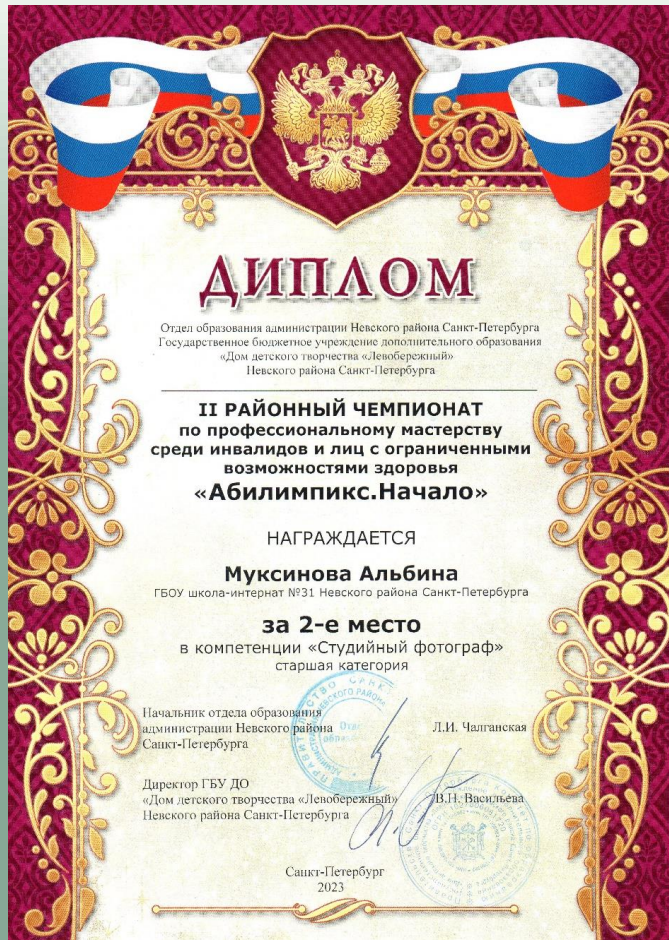 ДИПЛОМ
Отдел образования администрации Невского района Санкт-Петербурга
Государственное бюджетное учреждение дополнительного образования
«Дом детского творчества «Левобережный»
Невского района Санкт-Петербурга
II РАЙОННЫЙ ЧЕМПИОНАТ
по профессиональному мастерству
среди инвалидов и лиц с ограниченными
возможностями здоровья
«Абилимпикс.Начало»
НАГРАЖДАЕТСЯ
Муксинова Альбина
ГБОУ школа-интернат №31 Невского района Санкт-Петербурга
за 2-е место
в компетенции «Студийный фотограф»
старшая категория
Начальник отдела образования
администрации Невского района
Санкт-Петербурга
Л.И. Чалганская
Директор ГБУ ДО
«Дом детского творчества «Левобережный»
Невского района Санкт-Петербурга
В.Н. Васильева
Санкт-Петербург
2023